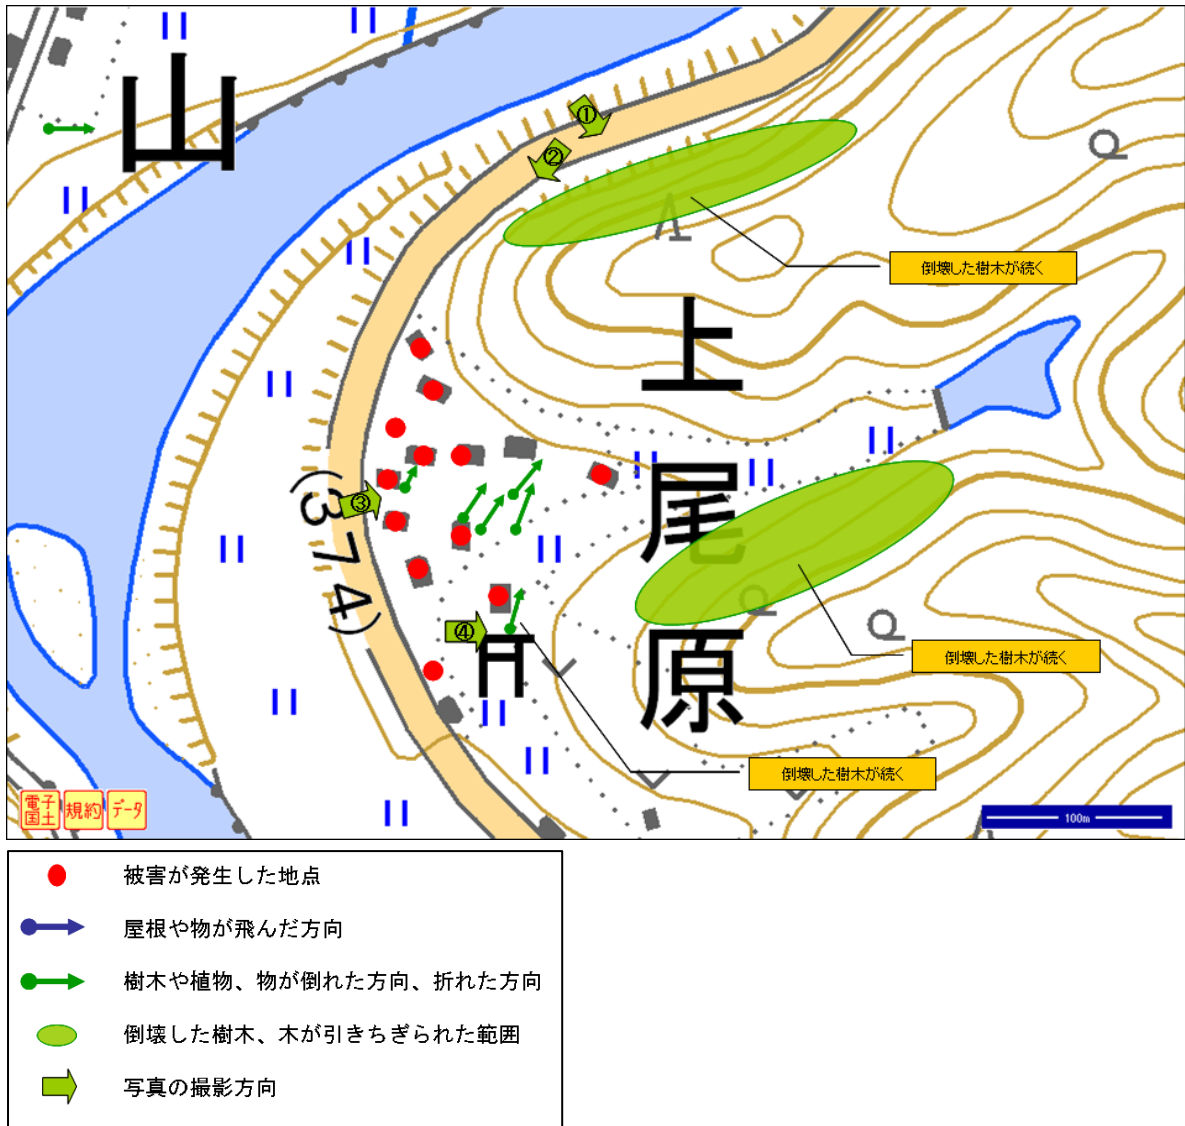 山
①
②
倒壊した樹木が続く
上
尾
原
(374)
③
④
倒壊した樹木が続く
倒壊した樹木が続く
電子
国土
規約
データ
100m
被害が発生した地点
屋根や物が飛んだ方向
樹木や植物、物が倒れた方向、折れた方向
倒壊した樹木、木が引きちぎられた範囲
写真の撮影方向